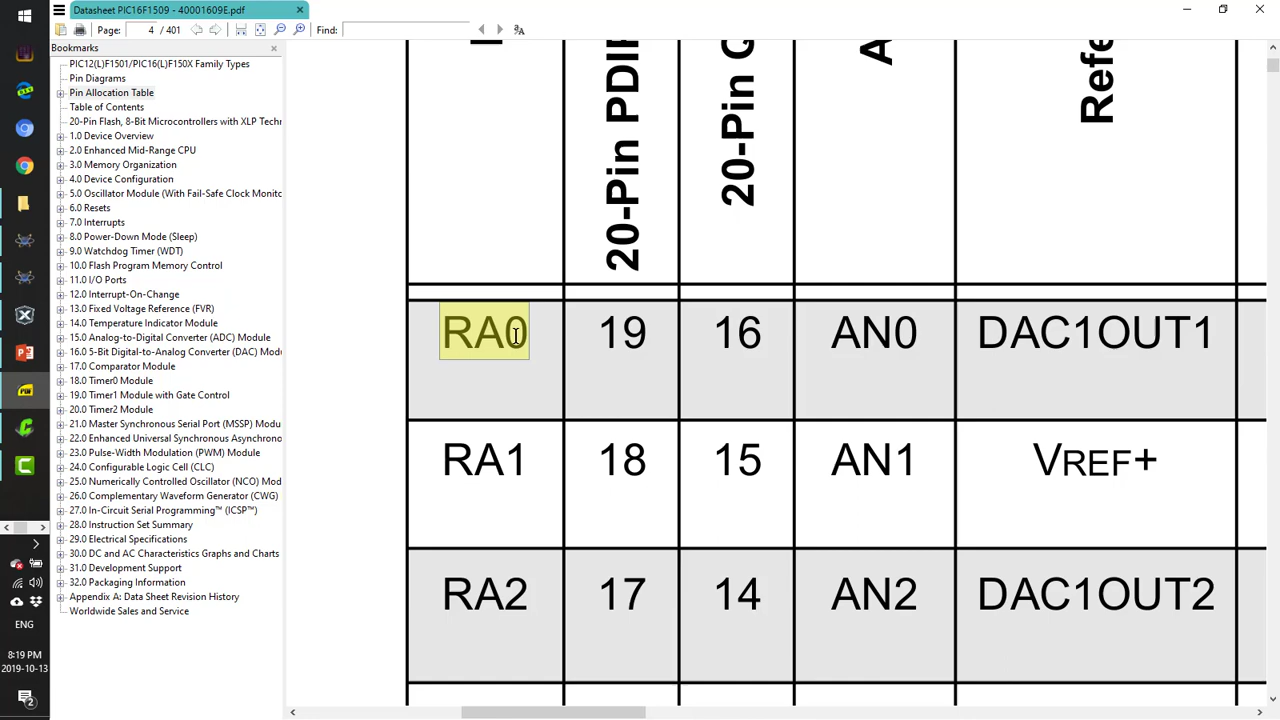 Datasheet PIC16F1509 - 40001609E.pdf
Page: 4 / 401 Find:
Bookmarks
PIC12(L)F1501/PIC16(L)F150X Family Types
Pin Diagrams
Pin Allocation Table
Table of Contents
20-Pin Flash, 8-Bit Microcontrollers with XLP Techn
1.0 Device Overview
2.0 Enhanced Mid-Range CPU
3.0 Memory Organization
4.0 Device Configuration
5.0 Oscillator Module (With Fail-Safe Clock Monito
6.0 Resets
7.0 Interrupts
8.0 Power-Down Mode (Sleep)
9.0 Watchdog Timer (WDT)
10.0 Flash Program Memory Control
11.0 I/O Ports
12.0 Interrupt-On-Change
13.0 Fixed Voltage Reference (FVR)
14.0 Temperature Indicator Module
15.0 Analog-to-Digital Converter (ADC) Module
16.0 5-Bit Digital-to-Analog Converter (DAC) Modu
17.0 Comparator Module
18.0 Timer0 Module
19.0 Timer1 Module with Gate Control
20.0 Timer2 Module
21.0 Master Synchronous Serial Port (MSSP) Module
22.0 Enhanced Universal Synchronous Asynchrono
23.0 Pulse-Width Modulation (PWM) Module
24.0 Configurable Logic Cell (CLC)
25.0 Numerically Controlled Oscillator (NCO) Mod
26.0 Complementary Waveform Generator (CWG)
27.0 In-Circuit Serial Programming™ (ICSP™)
28.0 Instruction Set Summary
29.0 Electrical Specifications
30.0 DC and AC Characteristics Graphs and Charts
31.0 Development Support
32.0 Packaging Information
Appendix A: Data Sheet Revision History
Worldwide Sales and Service
20-Pin PDI
20-Pin
A
Refe
RA0 19 16 AN0 DAC1OUT1
RA1 18 15 AN1 VREF+
RA2 17 14 AN2 DAC1OUT2
ENG
8:19 PM
2019-10-13
2